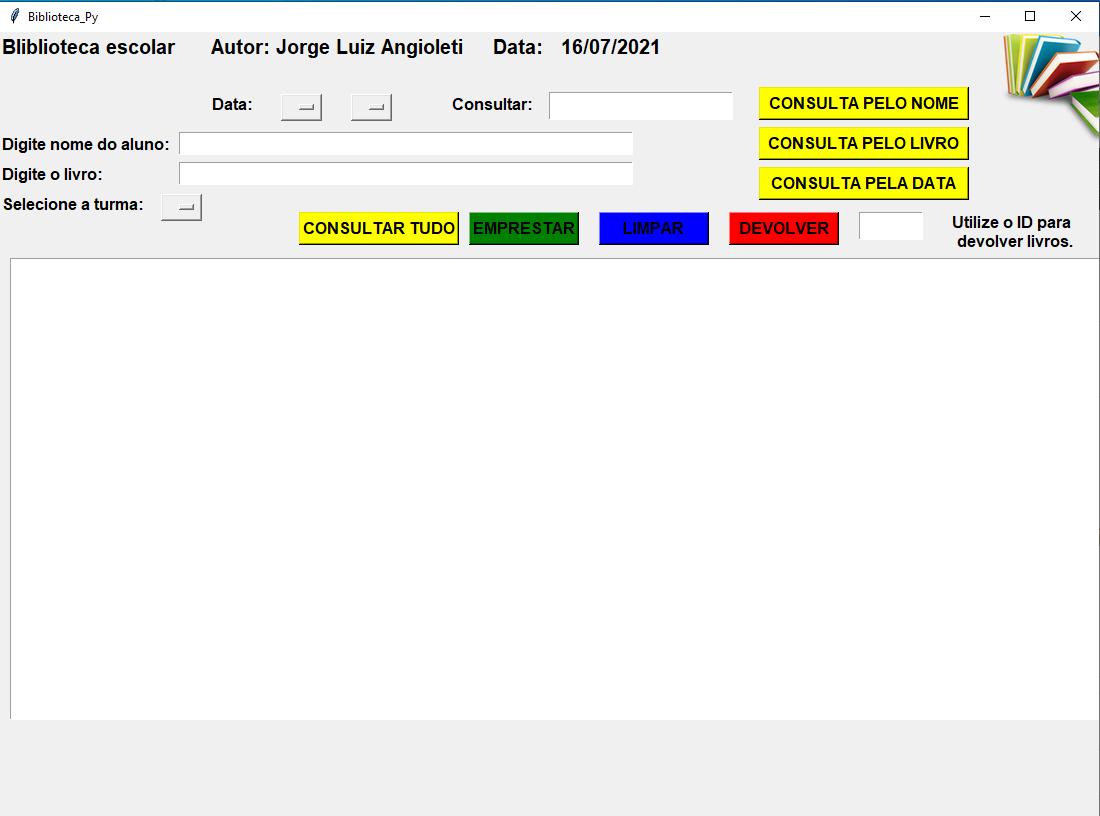 Biblioteca_Py
Bliblioteca escolar Autor: Jorge Luiz Angioleti Data: 16/07/2021
Data: Consultar: CONSULTA PELO NOME
Digite nome do aluno: CONSULTA PELO LIVRO
Digite o livro: CONSULTA PELA DATA
Selecione a turma:
CONSULTAR TUDO EMPRESTAR LIMPAR DEVOLVER Utilize o ID para
devolver livros.